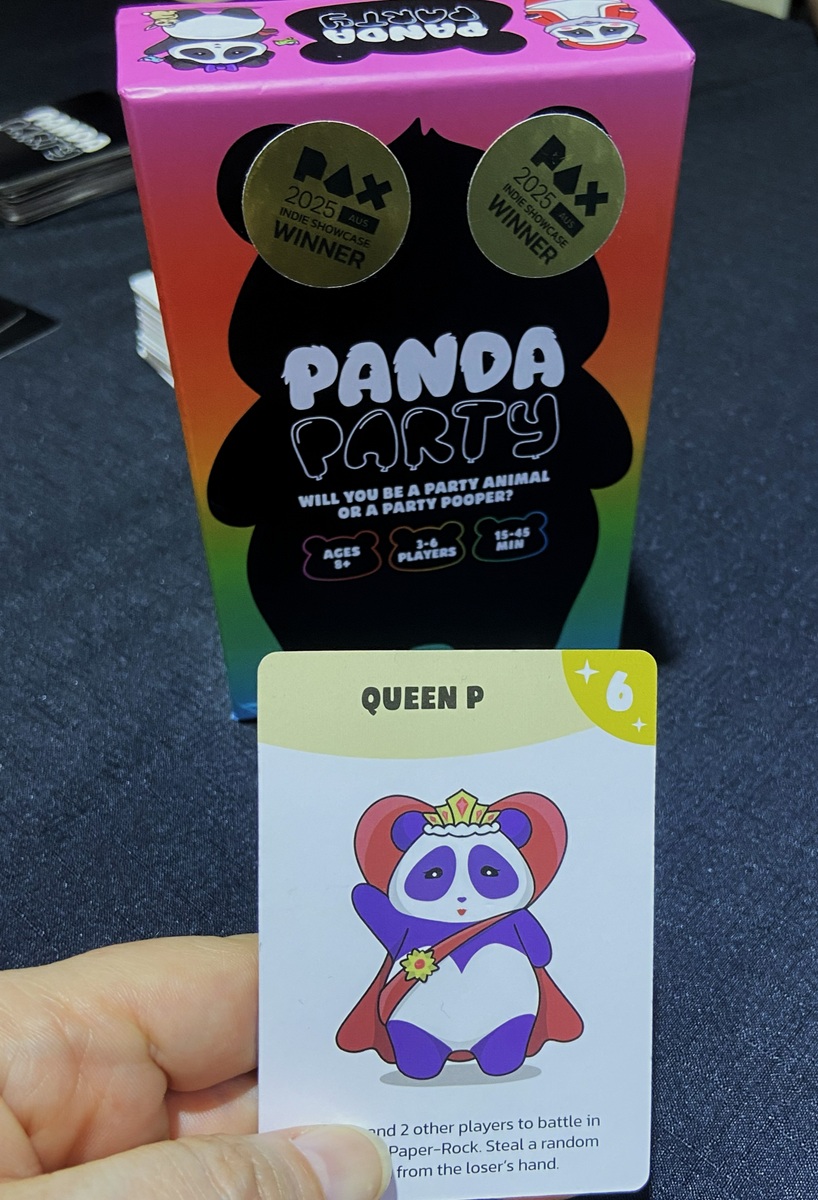 PANDA
PARTY
PAX
2025 AUS
INDIE SHOWCASE
WINNER
PAX
2025 AUS
INDIE SHOWCASE
WINNER
PANDA
PARTY
WILL YOU BE A PARTY ANIMAL
OR A PARTY POOPER?
AGES
8+
3-6
PLAYERS
15-45
MIN
QUEEN P
6
and 2 other players to battle in
Paper-Rock. Steal a random
from the loser's hand.